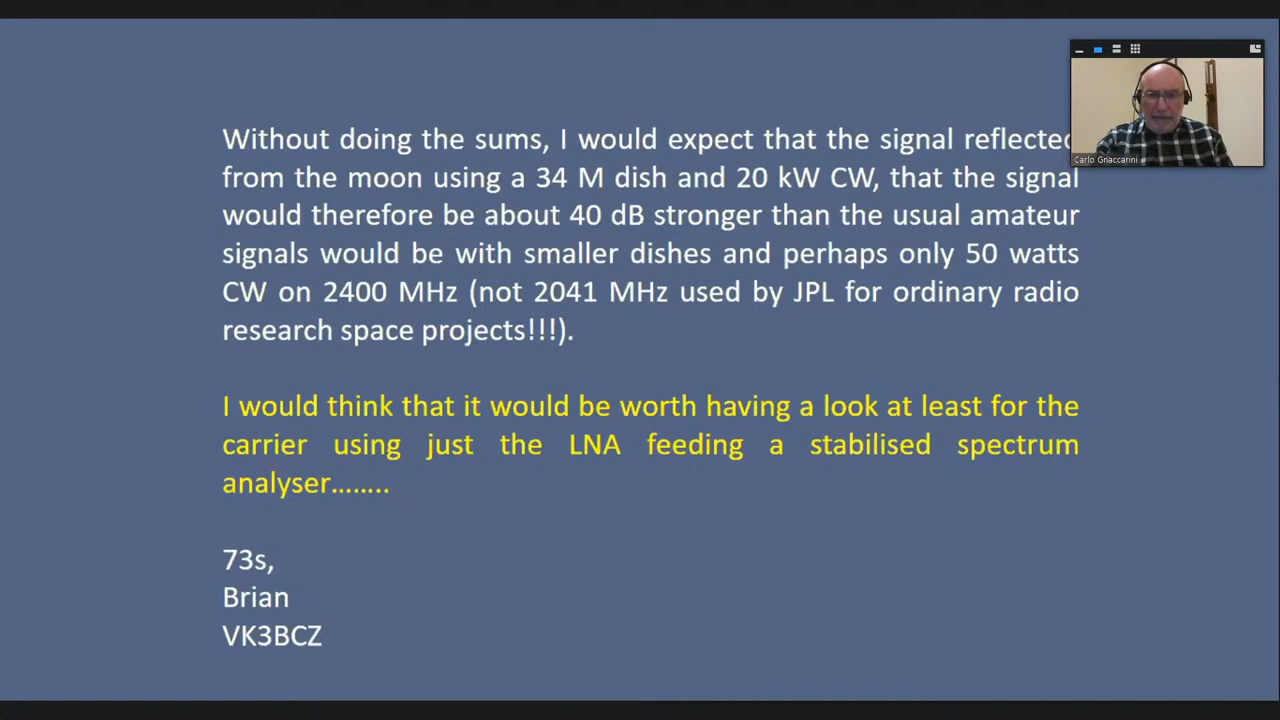 Without doing the sums, I would expect that the signal reflected
from the moon using a 34 M dish and 20 kW CW, that the signal
would therefore be about 40 dB stronger than the usual amateur
signals would be with smaller dishes and perhaps only 50 watts
CW on 2400 MHz (not 2041 MHz used by JPL for ordinary radio
research space projects!!!).
I would think that it would be worth having a look at least for the
carrier using just the LNA feeding a stabilised spectrum
analyser........
73s,
Brian
VK3BCZ
Carlo Gnaccarini